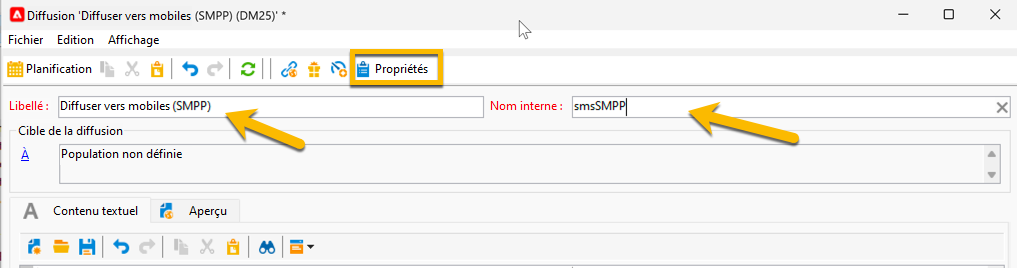 Diffusion 'Diffuser vers mobiles (SMPP) (DM25)' *
Fichier Edition Affichage
Planification Propriétés
Libellé : Diffuser vers mobiles (SMPP) Nom interne : smsSMPP
Cible de la diffusion
À Population non définie
A Contenu textuel Aperçu